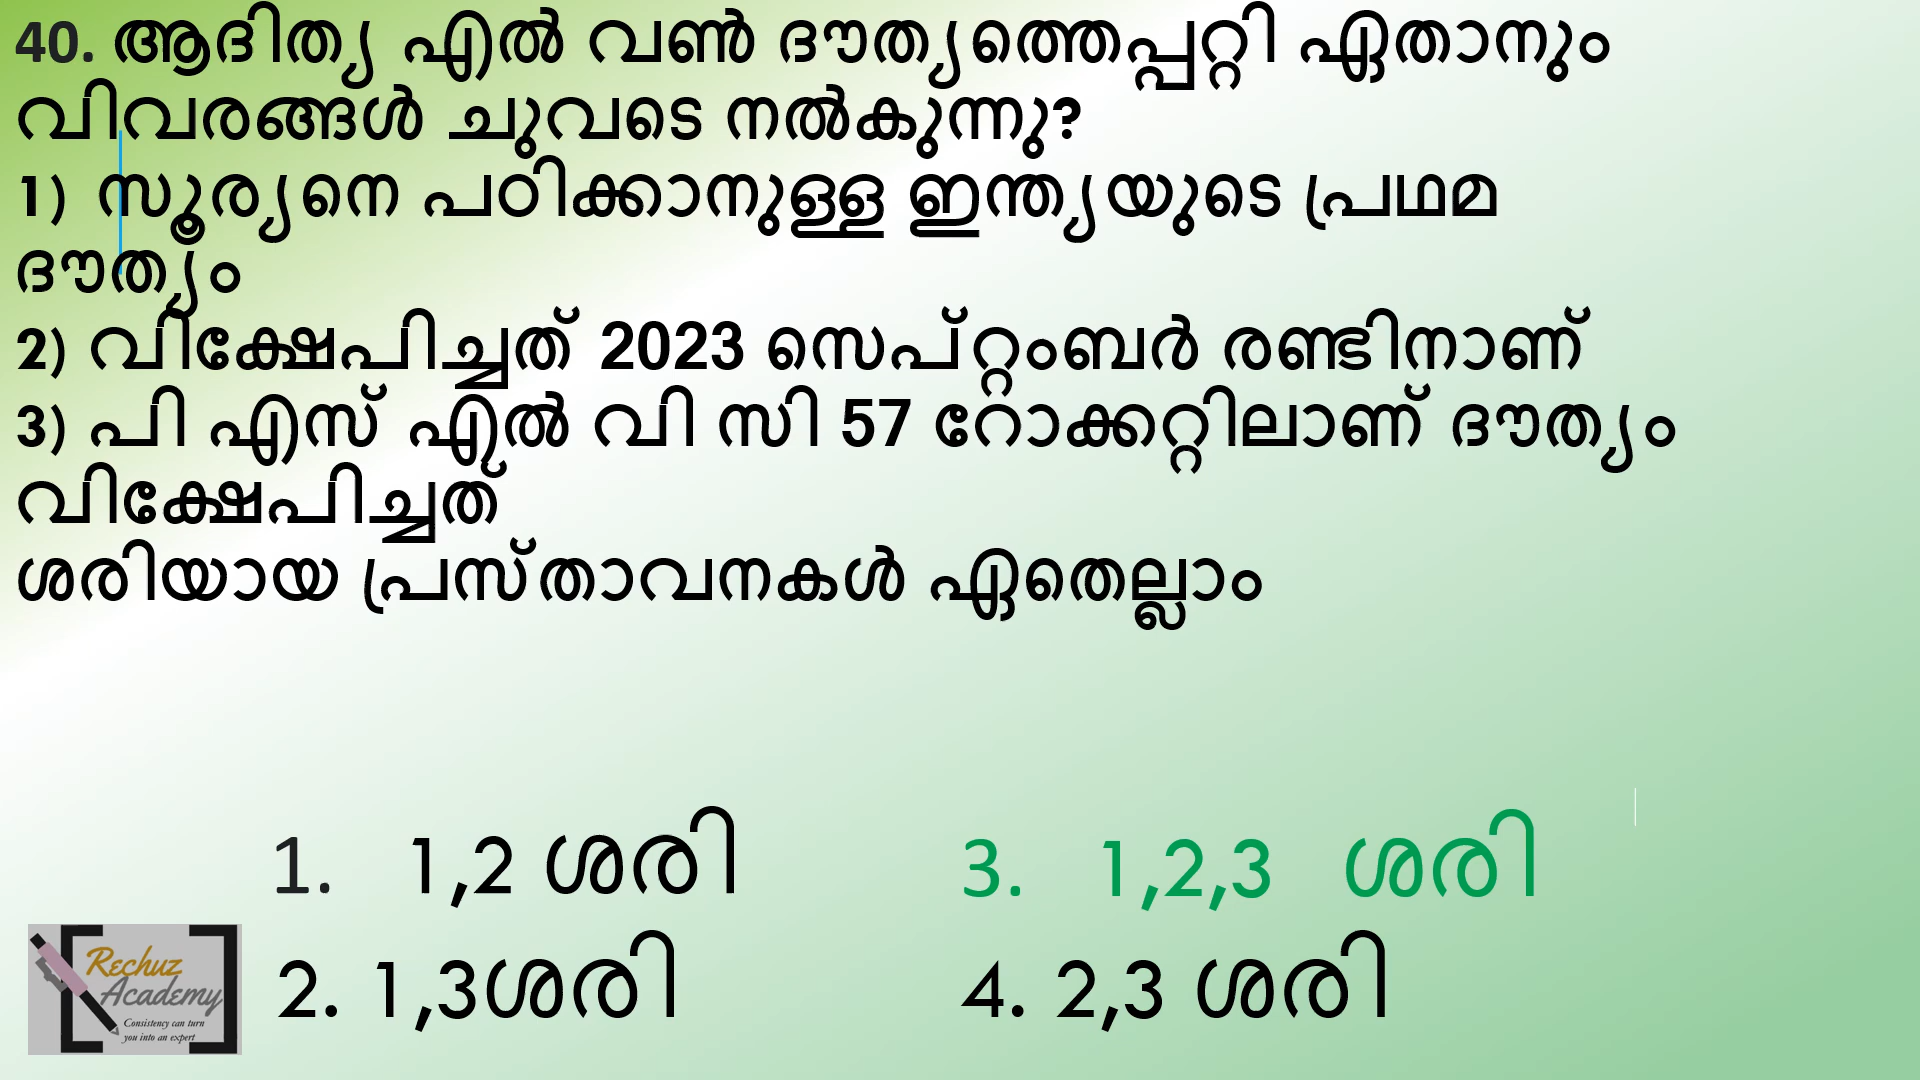 40. ആദിത്യ എൽ വൺ ദൗത്യത്തെപ്പറ്റി ഏതാനും
വിവരങ്ങൾ ചുവടെ നൽകുന്നു?
1) സൂര്യനെ പഠിക്കാനുള്ള ഇന്ത്യയുടെ പ്രഥമ
ദൗത്യം
2) വിക്ഷേപിച്ചത് 2023 സെപ്റ്റംബർ രണ്ടിനാണ്
3) പി എസ് എൽ വി സി 57 റോക്കറ്റിലാണ് ദൗത്യം
വിക്ഷേപിച്ചത്
ശരിയായ പ്രസ്താവനകൾ ഏതെല്ലാം
1. 1,2 ശരി
3. 1,2,3 ശരി
2. 1,3ശരി
4. 2,3 ശരി
Rechuz
Academy
Consistency can turn
you into an expert